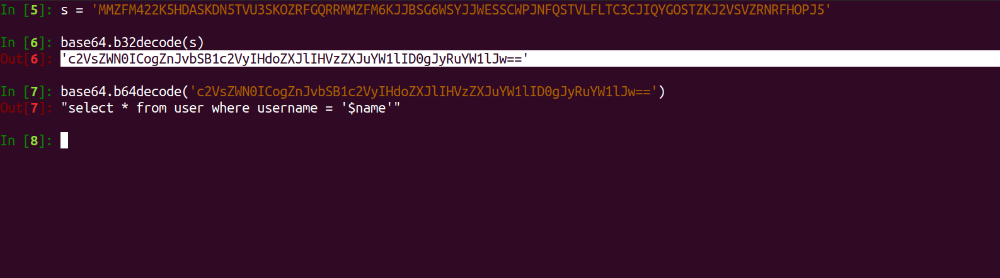 In [5]: s = 'MMZFM422K5HDASKDN5TVU3SKOZRFGQRRMMZFM6KJJBSG6WSYJJWESSCWPJNFQSTVLFLTC3CJIQYGOSTZKJ2VSVZRNRFHOPJ5'
In [6]: base64.b32decode(s)
Out[6]: 'c2VsZWN0ICogZnJvbSB1c2VyIHdoZXJlIHVzZXJuYW1lID0gJyRuYW1lJw=='
In [7]: base64.b64decode('c2VsZWN0ICogZnJvbSB1c2VyIHdoZXJlIHVzZXJuYW1lID0gJyRuYW1lJw==')
Out[7]: "select * from user where username = '$name'"
In [8]: